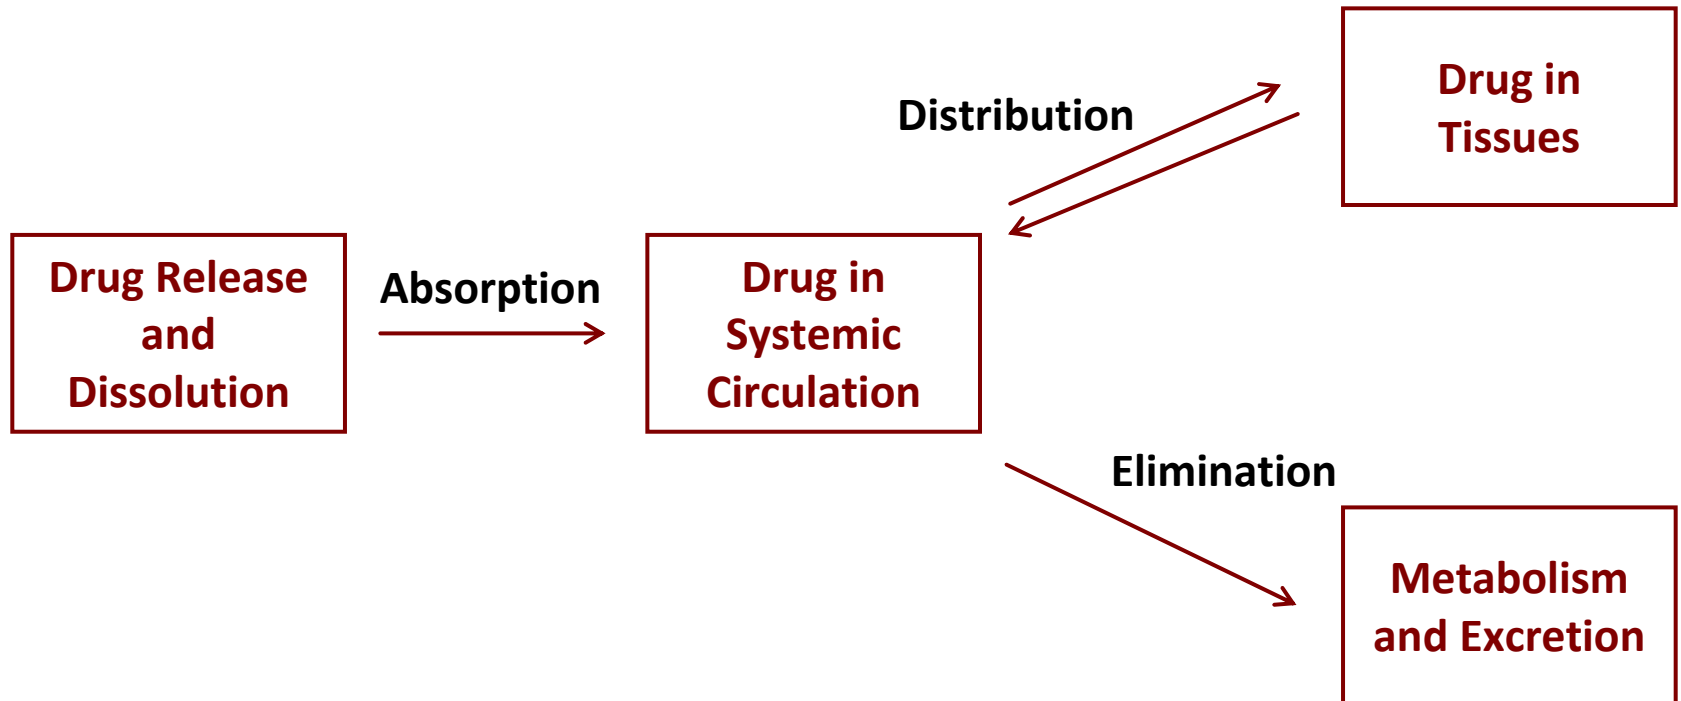 Drug Release
and
Dissolution
Absorption
Drug in
Systemic
Circulation
Distribution
Drug in
Tissues
Elimination
Metabolism
and Excretion